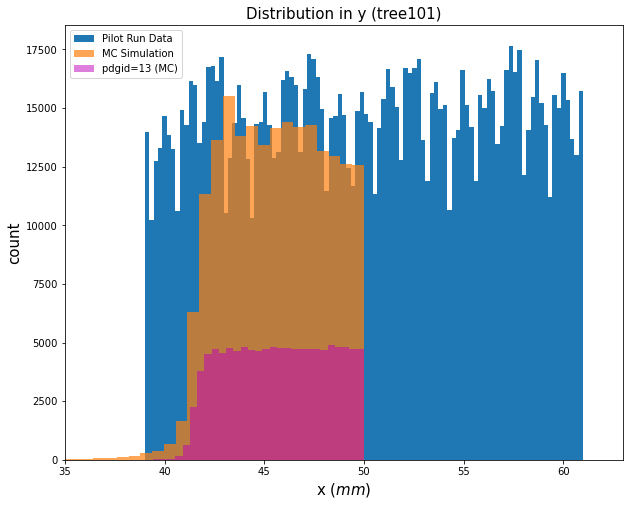 Distribution in y (tree101)
Pilot Run Data
MC Simulation
pdgid=13 (MC)
17500
15000
12500
10000
7500
5000
2500
0
count
35 40 45 50 55 60
x (mm)